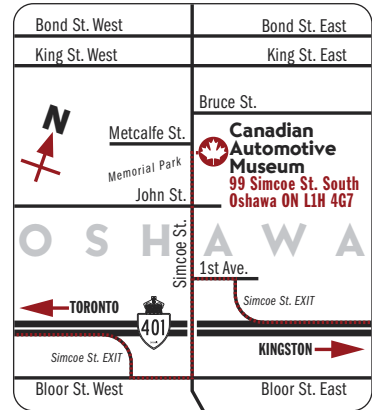 Bond St. West
Bond St. East
King St. West
King St. East
Bruce St.
N
Metcalfe St.
Canadian
Automotive
Museum
99 Simcoe St. South
Oshawa ON L1H 4G7
Memorial Park
John St.
OSHAWA
Simcoe St.
1st Ave.
Simcoe St. EXIT
TORONTO
401
Simcoe St. EXIT
KINGSTON
Bloor St. West
Bloor St. East